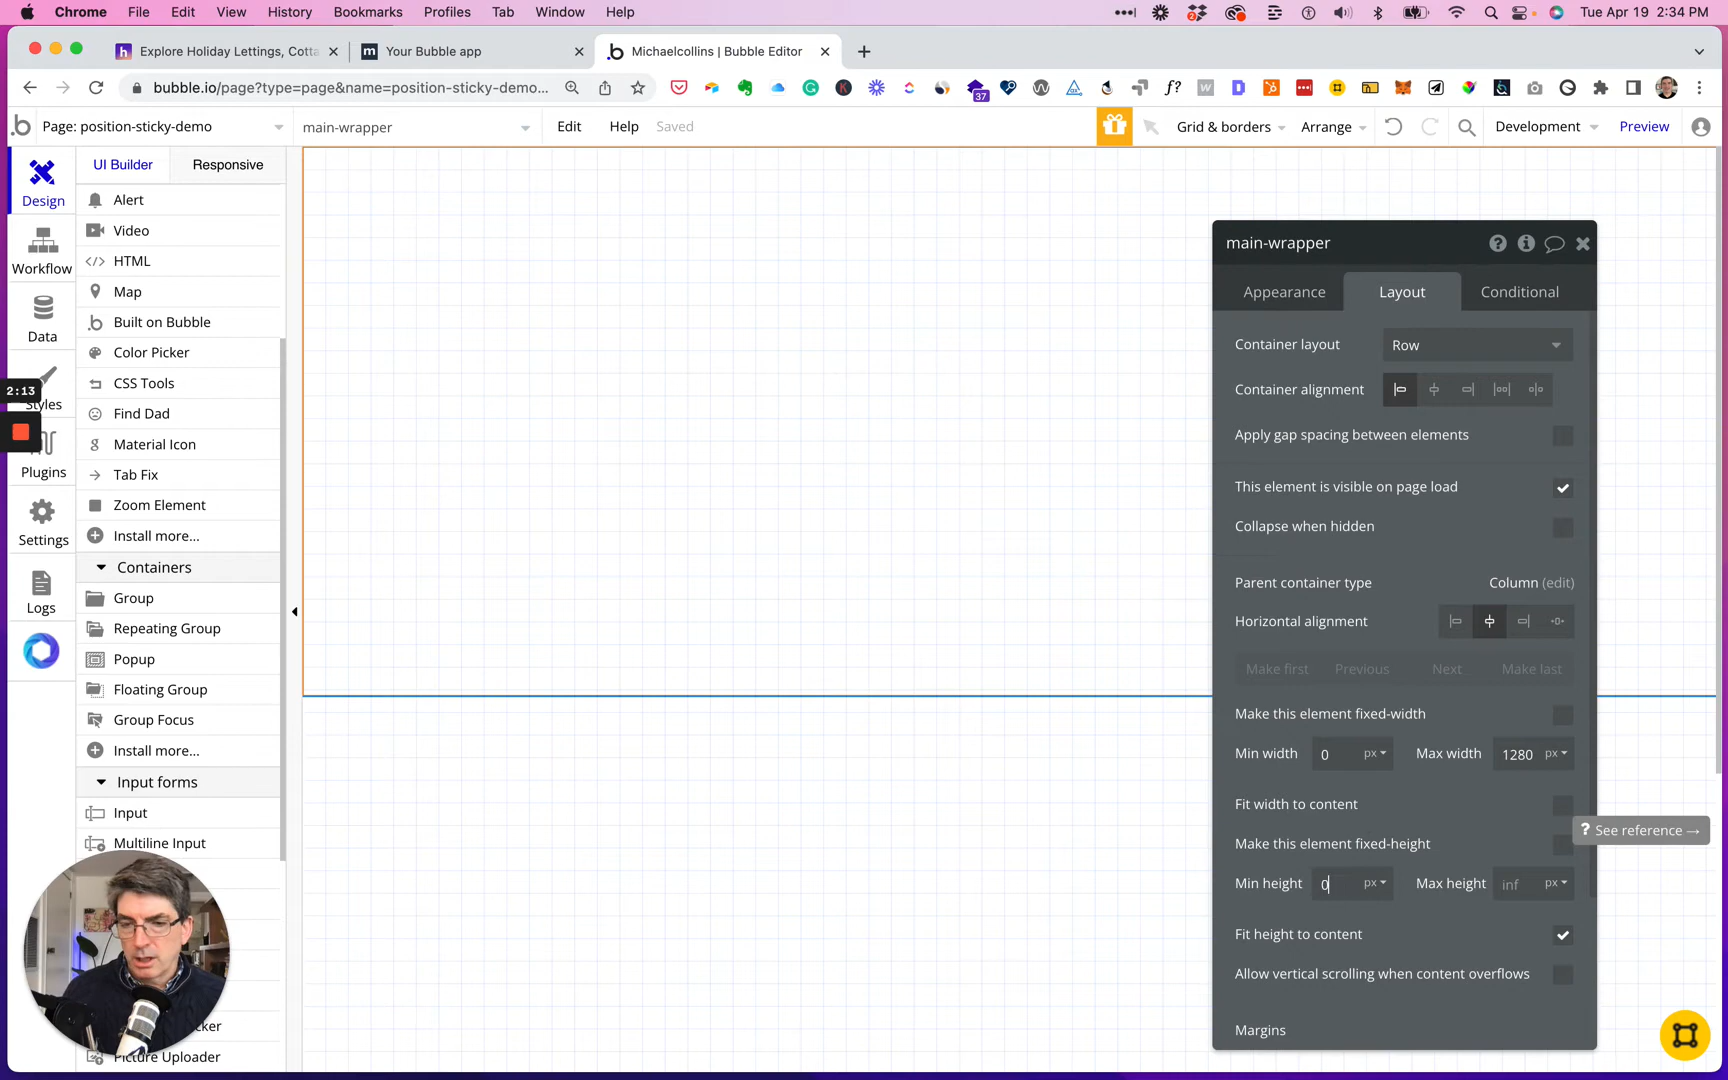 Chrome File Edit View History Bookmarks Profiles Tab Window Help Tue Apr 19 2:34 PM
Explore Holiday Lettings, Cotta
Your Bubble app
Michaelcollins | Bubble Editor
bubble.io/page?type=page&name=position-sticky-demo...
37
Page: position-sticky-demo
main-wrapper
Edit
Help
Saved
Grid & borders
Arrange
Development
Preview
UI Builder
Responsive
Design
Workflow
Data
2:13
Styles
Plugins
Settings
Logs
Alert
Video
HTML
Map
Built on Bubble
Color Picker
CSS Tools
Find Dad
Material Icon
Tab Fix
Zoom Element
Install more...
Containers
Group
Repeating Group
Popup
Floating Group
Group Focus
Install more...
Input forms
Input
Multiline Input
Picture Uploader
main-wrapper
Appearance
Layout
Conditional
Container layout
Row
Container alignment
Apply gap spacing between elements
This element is visible on page load
Collapse when hidden
Parent container type
Column (edit)
Horizontal alignment
Make first
Previous
Next
Make last
Make this element fixed-width
Min width 0 px
Max width 1280 px
Fit width to content
? See reference →
Make this element fixed-height
Min height 0 px
Max height inf px
Fit height to content
Allow vertical scrolling when content overflows
Margins